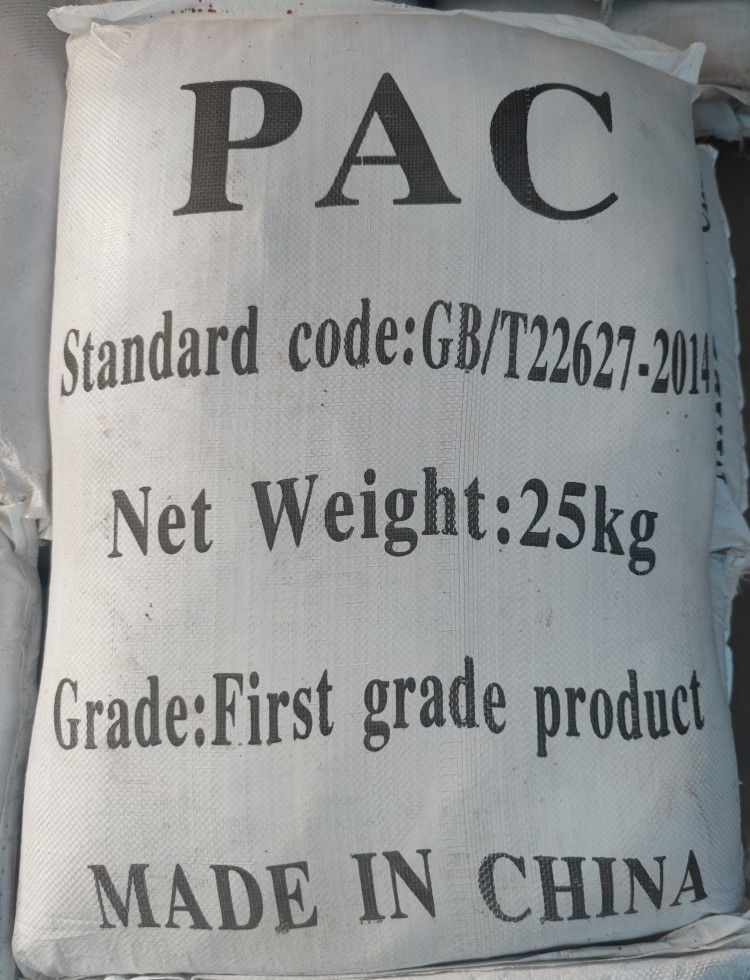 PAC
Standard code:GB/T22627-2014
Net Weight:25kg
Grade:First grade product
MADE IN CHINA